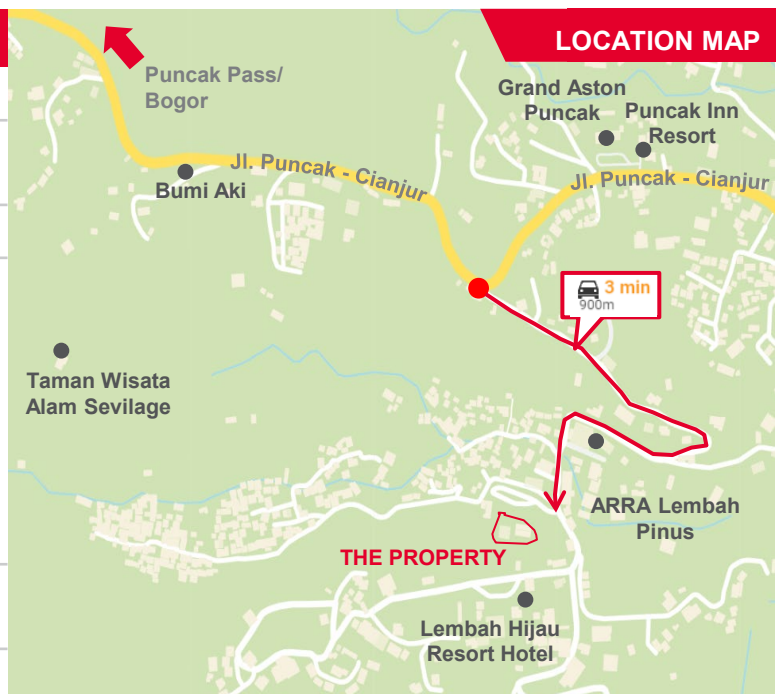 LOCATION MAP
Puncak Pass/
Bogor
Grand Aston
Puncak
Puncak Inn
Resort
Jl. Puncak - Cianjur
Jl. Puncak - Cianjur
Bumi Aki
3 min
900m
Taman Wisata
Alam Sevilage
ARRA Lembah
Pinus
THE PROPERTY
Lembah Hijau
Resort Hotel